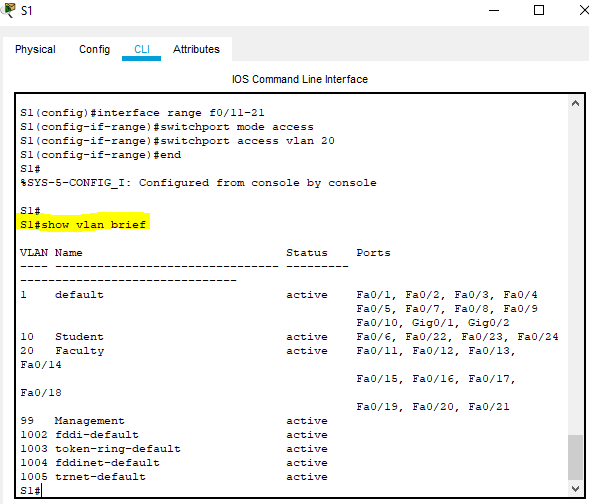 S1
Physical Config CLI Attributes
IOS Command Line Interface
S1(config)#interface range f0/11-21
S1(config-if-range)#switchport mode access
S1(config-if-range)#switchport access vlan 20
S1(config-if-range)#end
S1#
%SYS-5-CONFIG_I: Configured from console by console
S1#
S1#show vlan brief
VLAN Name Status Ports
---- -------------------------------- ---------
-------------------------------
1 default active Fa0/1, Fa0/2, Fa0/3, Fa0/4
Fa0/5, Fa0/7, Fa0/8, Fa0/9
Fa0/10, Gig0/1, Gig0/2
10 Student active Fa0/6, Fa0/22, Fa0/23, Fa0/24
20 Faculty active Fa0/11, Fa0/12, Fa0/13,
Fa0/14
Fa0/15, Fa0/16, Fa0/17,
Fa0/18
Fa0/19, Fa0/20, Fa0/21
99 Management active
1002 fddi-default active
1003 token-ring-default active
1004 fddinet-default active
1005 trnet-default active
S1#